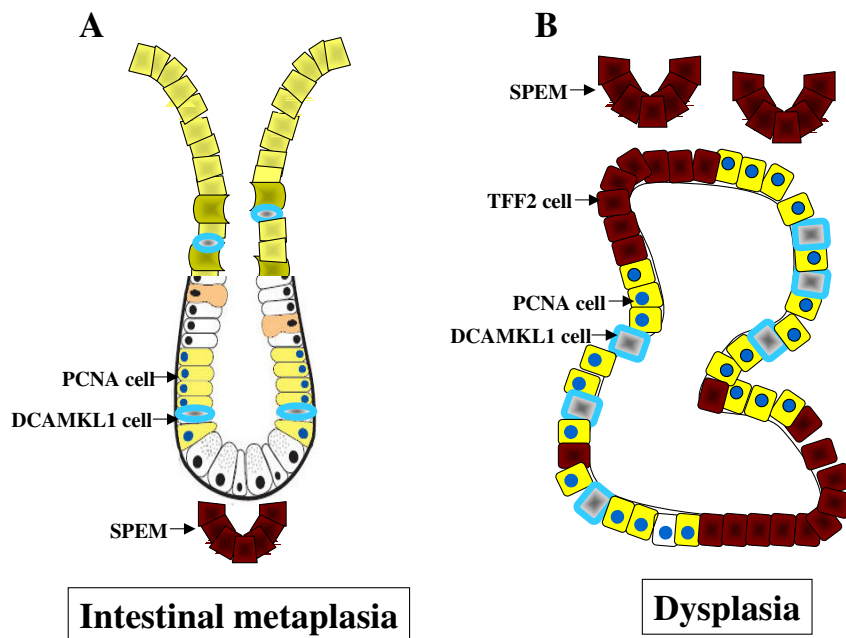 A
PCNA cell
DCAMKL1 cell
SPEM
Intestinal metaplasia
B
SPEM
TFF2 cell
PCNA cell
DCAMKL1 cell
Dysplasia